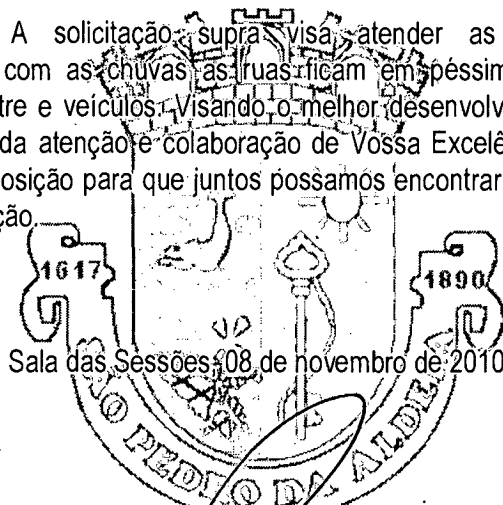 A solicitação supra visa atender as
com as chuvas as ruas ficam em péssim
tre e veículos. Visando o melhor desenvolv
da atenção e colaboração de Vossa Excelê
osição para que juntos possamos encontrar
ção.
1617
1890
Sala das Sessões, 08 de novembro de 2010
SÃO PEDRO DA ALDEIA